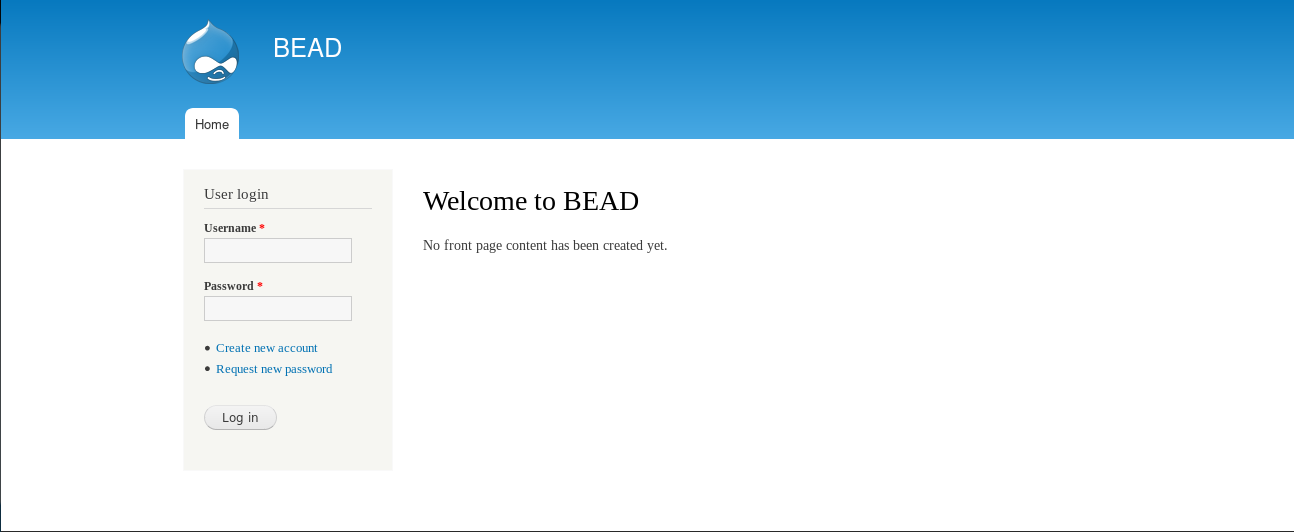 BEAD
Home
User login
Username *
Password *
Create new account
Request new password
Log in
Welcome to BEAD
No front page content has been created yet.